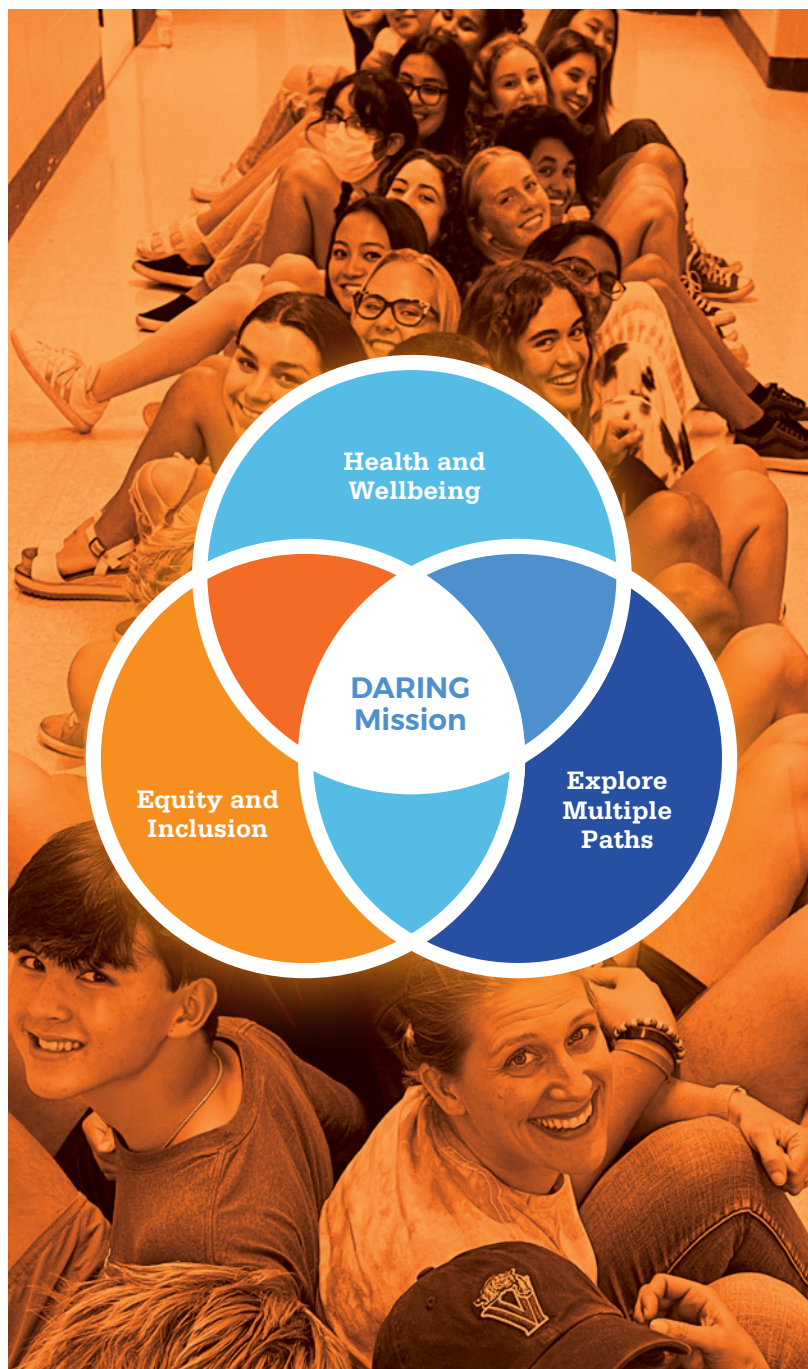 Health and
Wellbeing
DARING
Mission
Equity and
Inclusion
Explore
Multiple
Paths
V